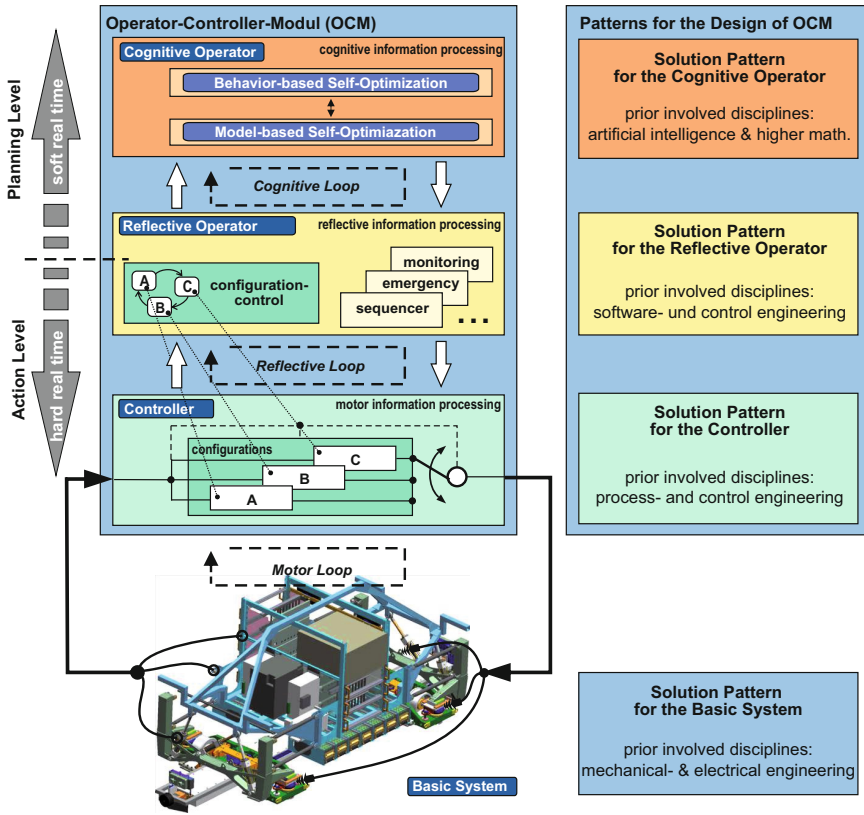 Operator-Controller-Modul (OCM)
Cognitive Operator
cognitive information processing
Behavior-based Self-Optimization
Model-based Self-Optimiazation
Cognitive Loop
Reflective Operator
reflective information processing
A
C
B
configuration-
control
monitoring
emergency
sequencer
...
Reflective Loop
Controller
motor information processing
configurations
C
B
A
Motor Loop
Basic System
Planning Level
soft real time
Action Level
hard real time
Patterns for the Design of OCM
Solution Pattern
for the Cognitive Operator
prior involved disciplines:
artificial intelligence & higher math.
Solution Pattern
for the Reflective Operator
prior involved disciplines:
software- und control engineering
Solution Pattern
for the Controller
prior involved disciplines:
process- and control engineering
Solution Pattern
for the Basic System
prior involved disciplines:
mechanical- & electrical engineering